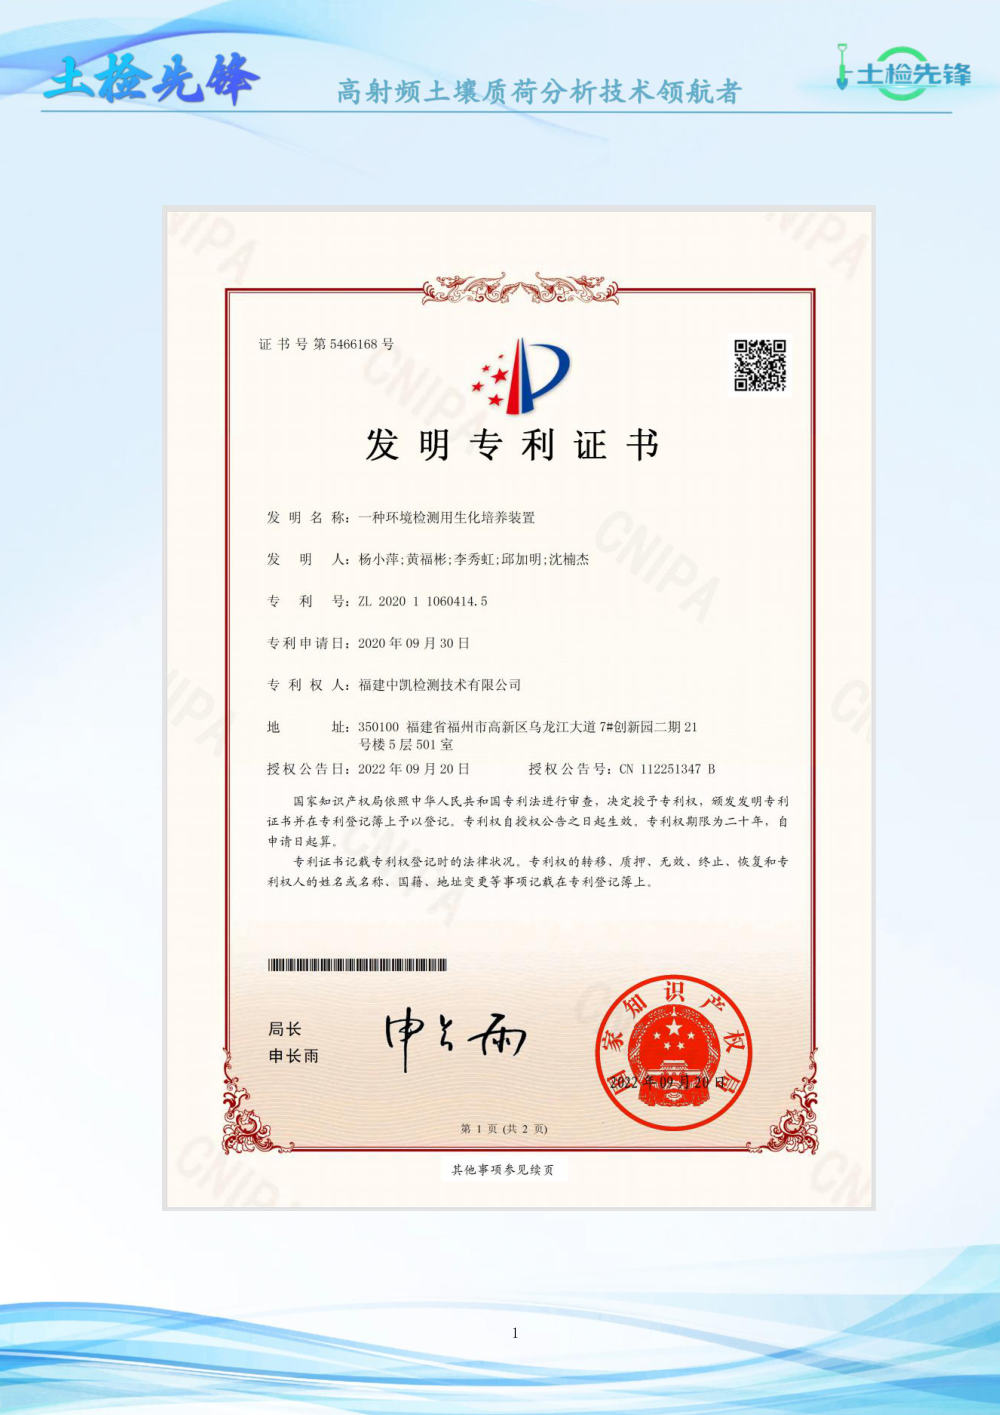 土检先锋
高射频土壤质荷分析技术领航者
土检先锋
证书号第5466168号
发明专利证书
发明名称：一种环境检测用生化培养装置
发明人：杨小萍;黄福彬;李秀虹;邱加明;沈楠杰
专利号：ZL 2020 1 1060414.5
专利申请日：2020年09月30日
专利权人：福建中凯检测技术有限公司
地址：350100 福建省福州市高新区乌龙江大道7#创新园二期21
号楼5层501室
授权公告日：2022年09月20日 授权公告号：CN 112251347 B
国家知识产权局依照中华人民共和国专利法进行审查，决定授予专利权，颁发发明专利
证书并在专利登记簿上予以登记。专利权自授权公告之日起生效。专利权期限为二十年，自
申请日起算。
专利证书记载专利权登记时的法律状况。专利权的转移、质押、无效、终止、恢复和专
利权人的姓名或名称、国籍、地址变更等事项记载在专利登记簿上。
局长
申长雨
申长雨
国家知识产权局
2022年09月20日
第 1 页 (共 2 页)
其他事项参见续页
1
CNIPA
CNIPA
CNIPA
CNIPA